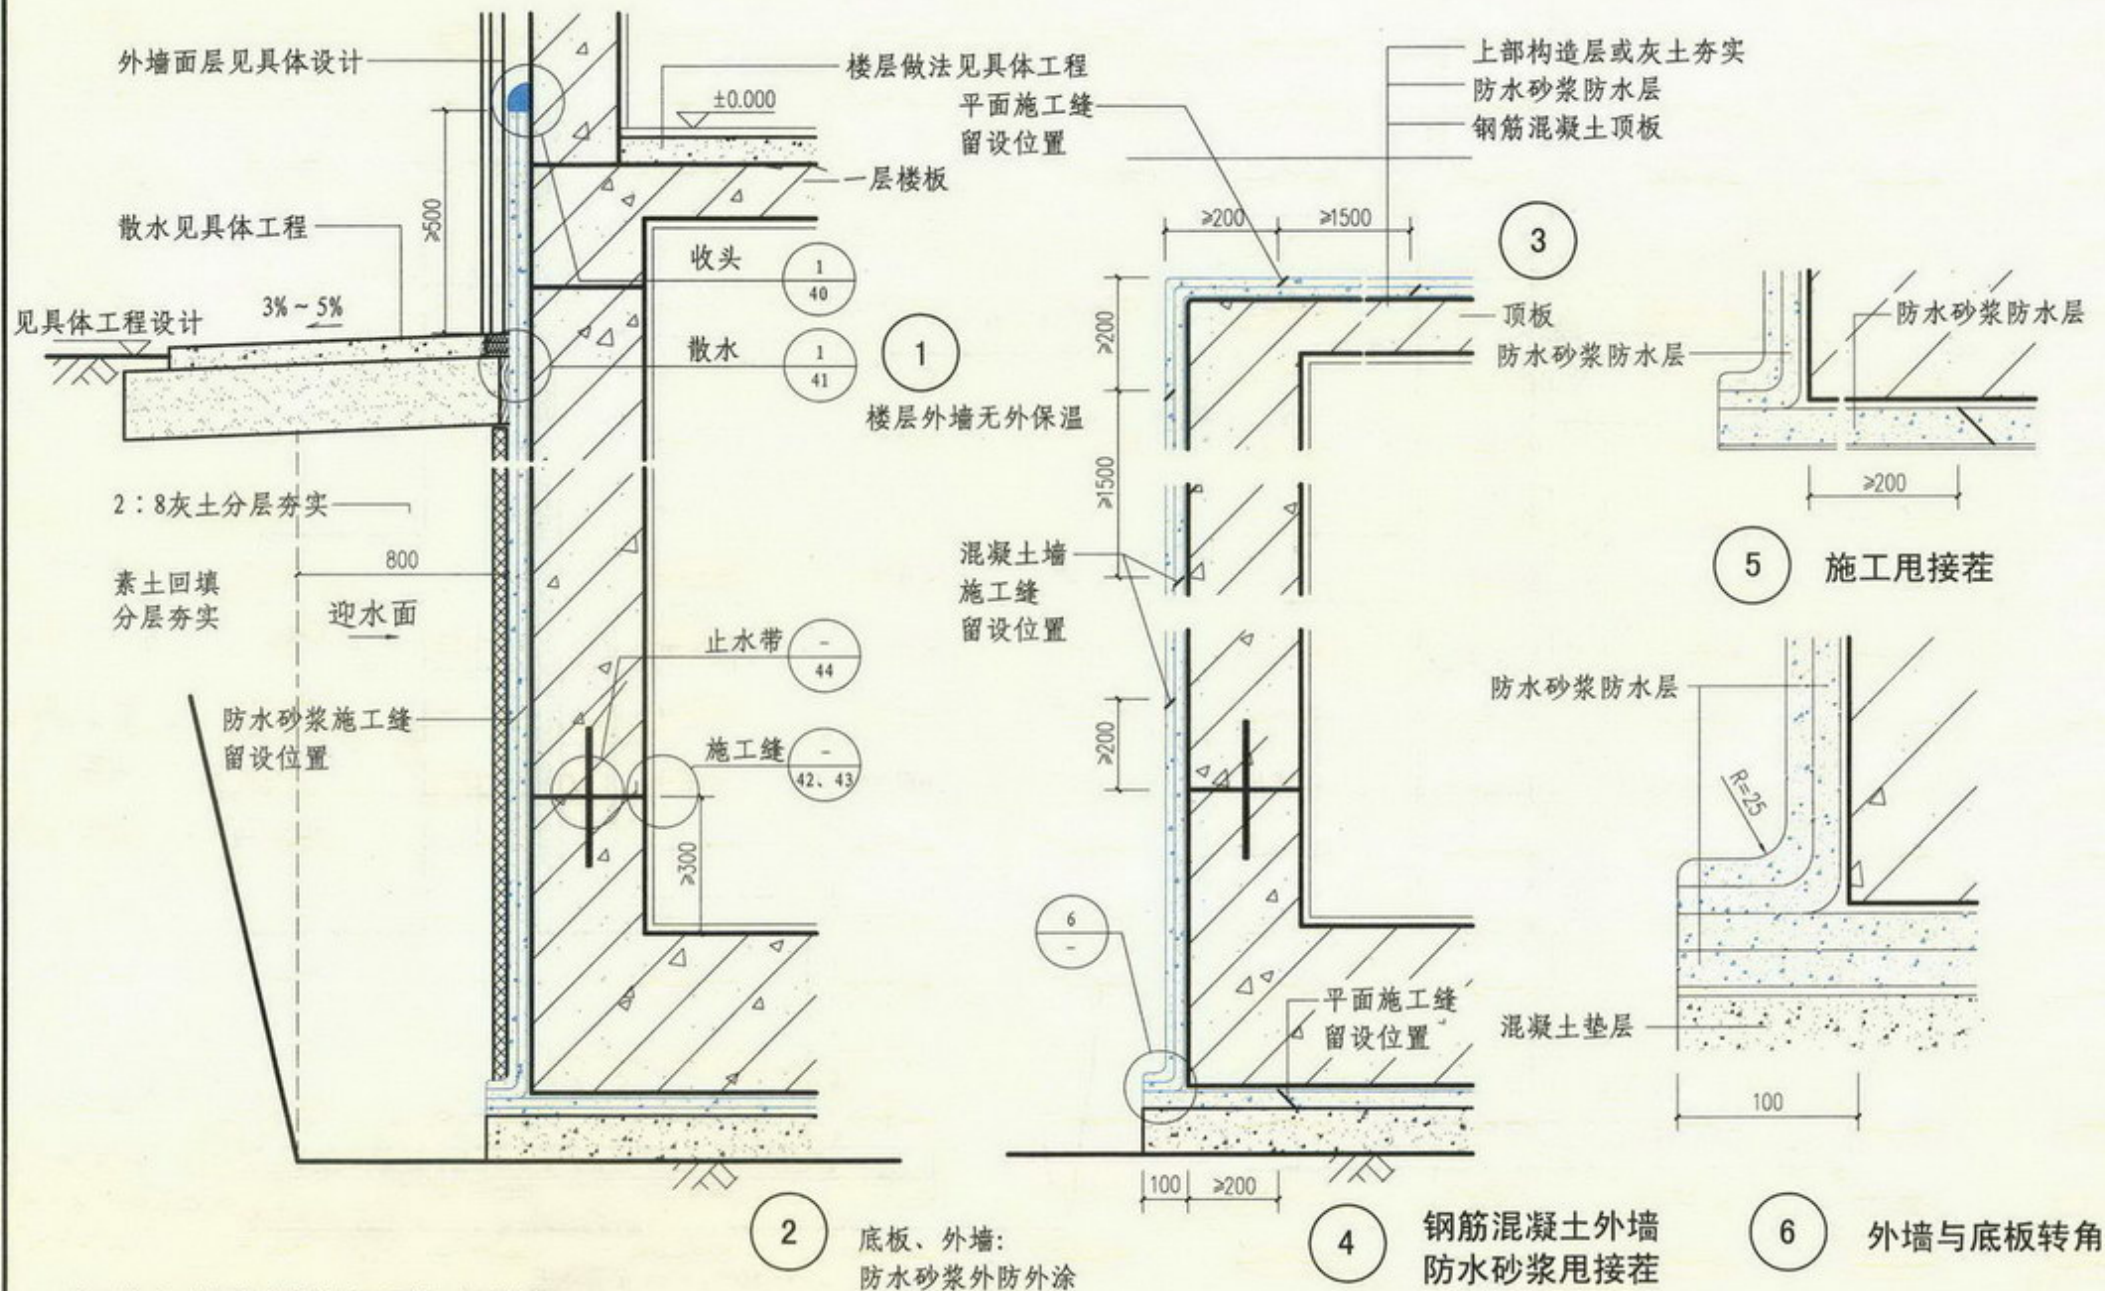 外墙面层见具体设计
楼层做法见具体工程
±0.000
一层楼板
≥500
散水见具体工程
3%～5%
见具体工程设计
收头
1
40
散水
1
41
1
楼层外墙无外保温
2：8灰土分层夯实
800
素土回填
分层夯实
迎水面
止水带
-
44
防水砂浆施工缝
留设位置
施工缝
-
42、43
≥300
2
底板、外墙：
防水砂浆外防外涂
上部构造层或灰土夯实
防水砂浆防水层
钢筋混凝土顶板
平面施工缝
留设位置
≥200
≥1500
3
≥200
顶板
≥1500
混凝土墙
施工缝
留设位置
≥200
6
-
平面施工缝
留设位置
100
≥200
4
钢筋混凝土外墙
防水砂浆甩接茬
防水砂浆防水层
防水砂浆防水层
≥200
5
施工甩接茬
防水砂浆防水层
R=25
混凝土垫层
100
6
外墙与底板转角